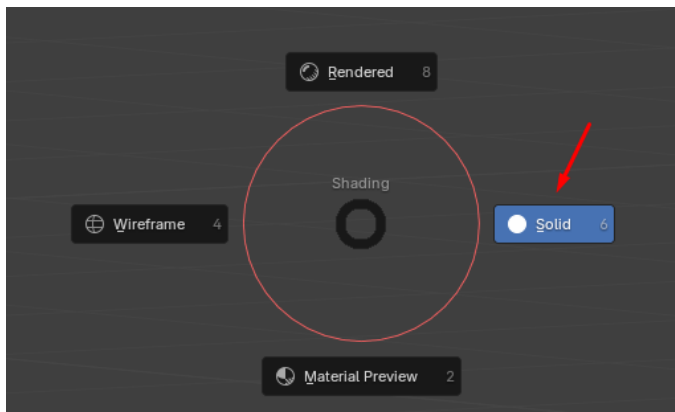 Rendered 8
Shading
Wireframe 4
Solid 6
Material Preview 2